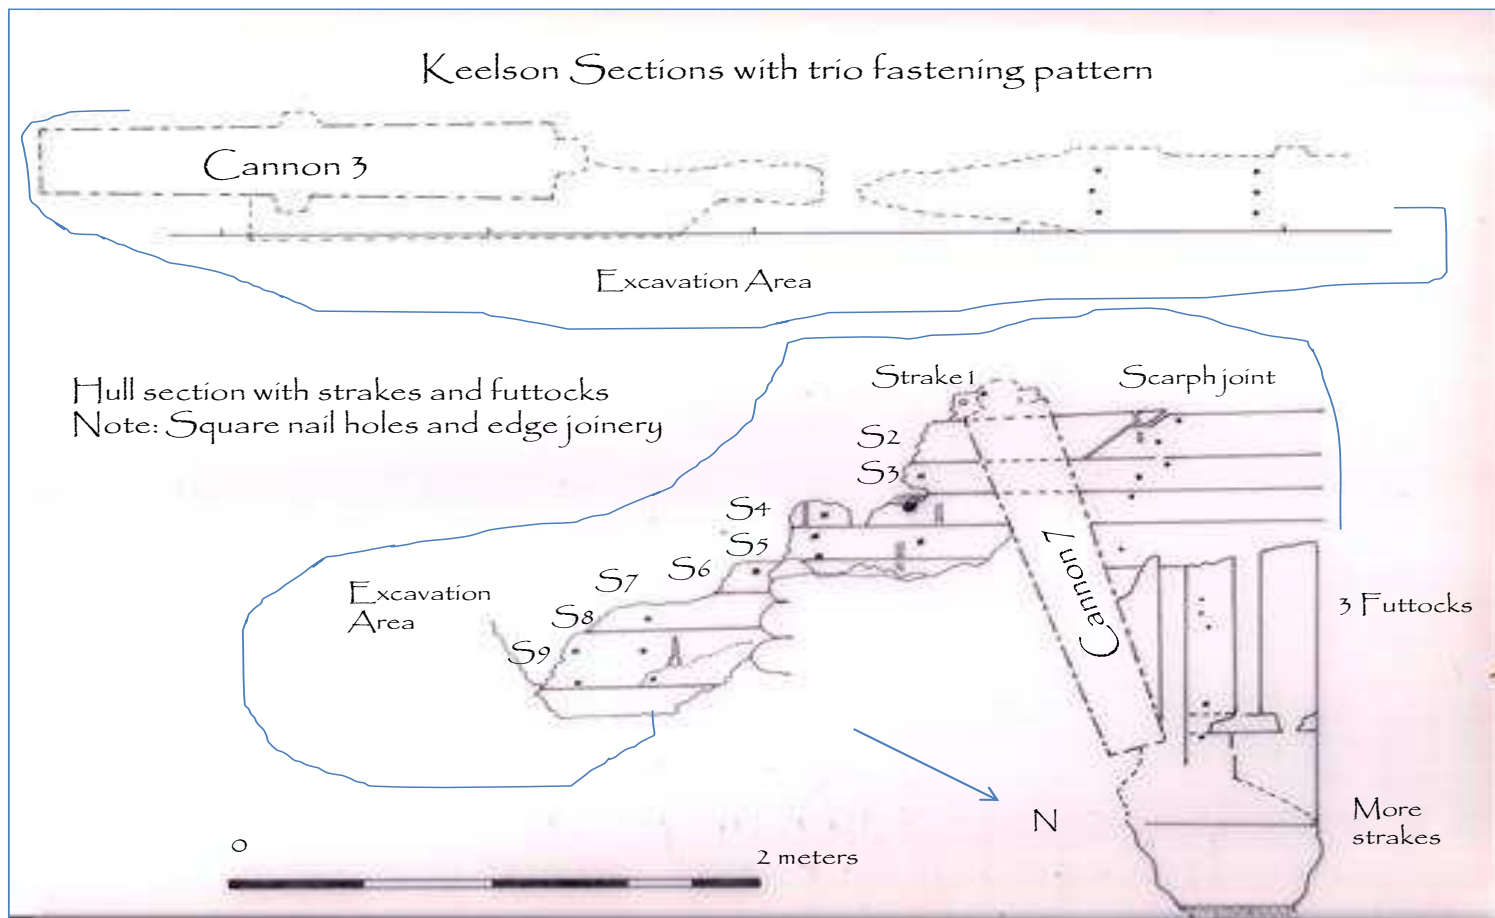 Keelson Sections with trio fastening pattern
Cannon 3
Excavation Area
Hull section with strakes and futtocks
Note: Square nail holes and edge joinery
Strake 1
Scarph joint
S2
S3
S4
S5
S6
S7
S8
S9
Excavation
Area
Cannon 7
3 Futtocks
N
More
strakes
0
2 meters